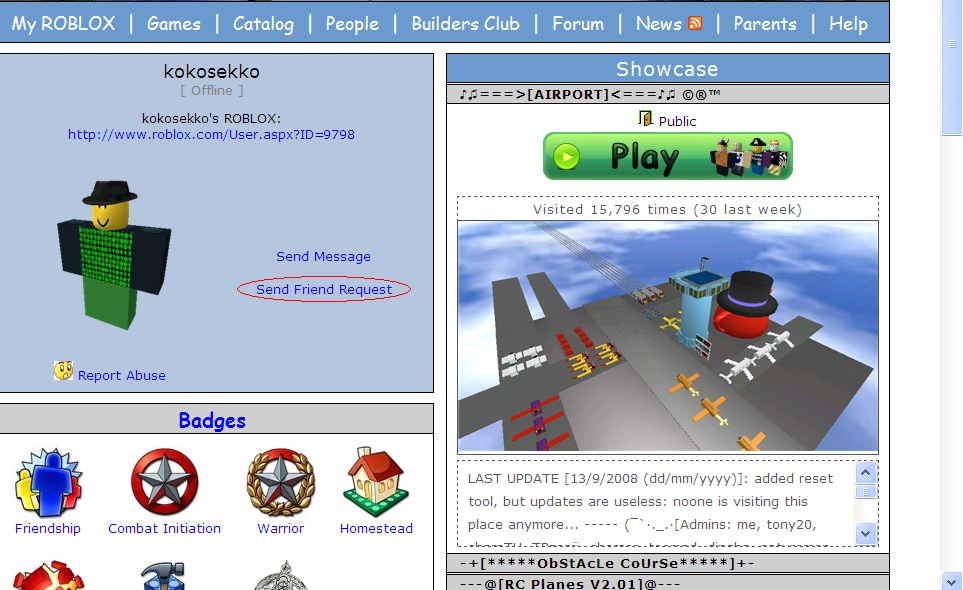 My ROBLOX | Games | Catalog | People | Builders Club | Forum | News | Parents | Help
kokosekko
[ Offline ]
kokosekko's ROBLOX:
http://www.roblox.com/User.aspx?ID=9798
Send Message
Send Friend Request
Report Abuse
Badges
Friendship
Combat Initiation
Warrior
Homestead
Showcase
♪♫===>[AIRPORT]<===♪♫ ©®™
Public
Play
Visited 15,796 times (30 last week)
LAST UPDATE [13/9/2008 (dd/mm/yyyy)]: added reset
tool, but updates are useless: noone is visiting this
place anymore... ----- (¯`·._.·[Admins: me, tony20,
-+[*****ObStAcLe CoUrSe*****]+-
---@[RC Planes V2.01]@---